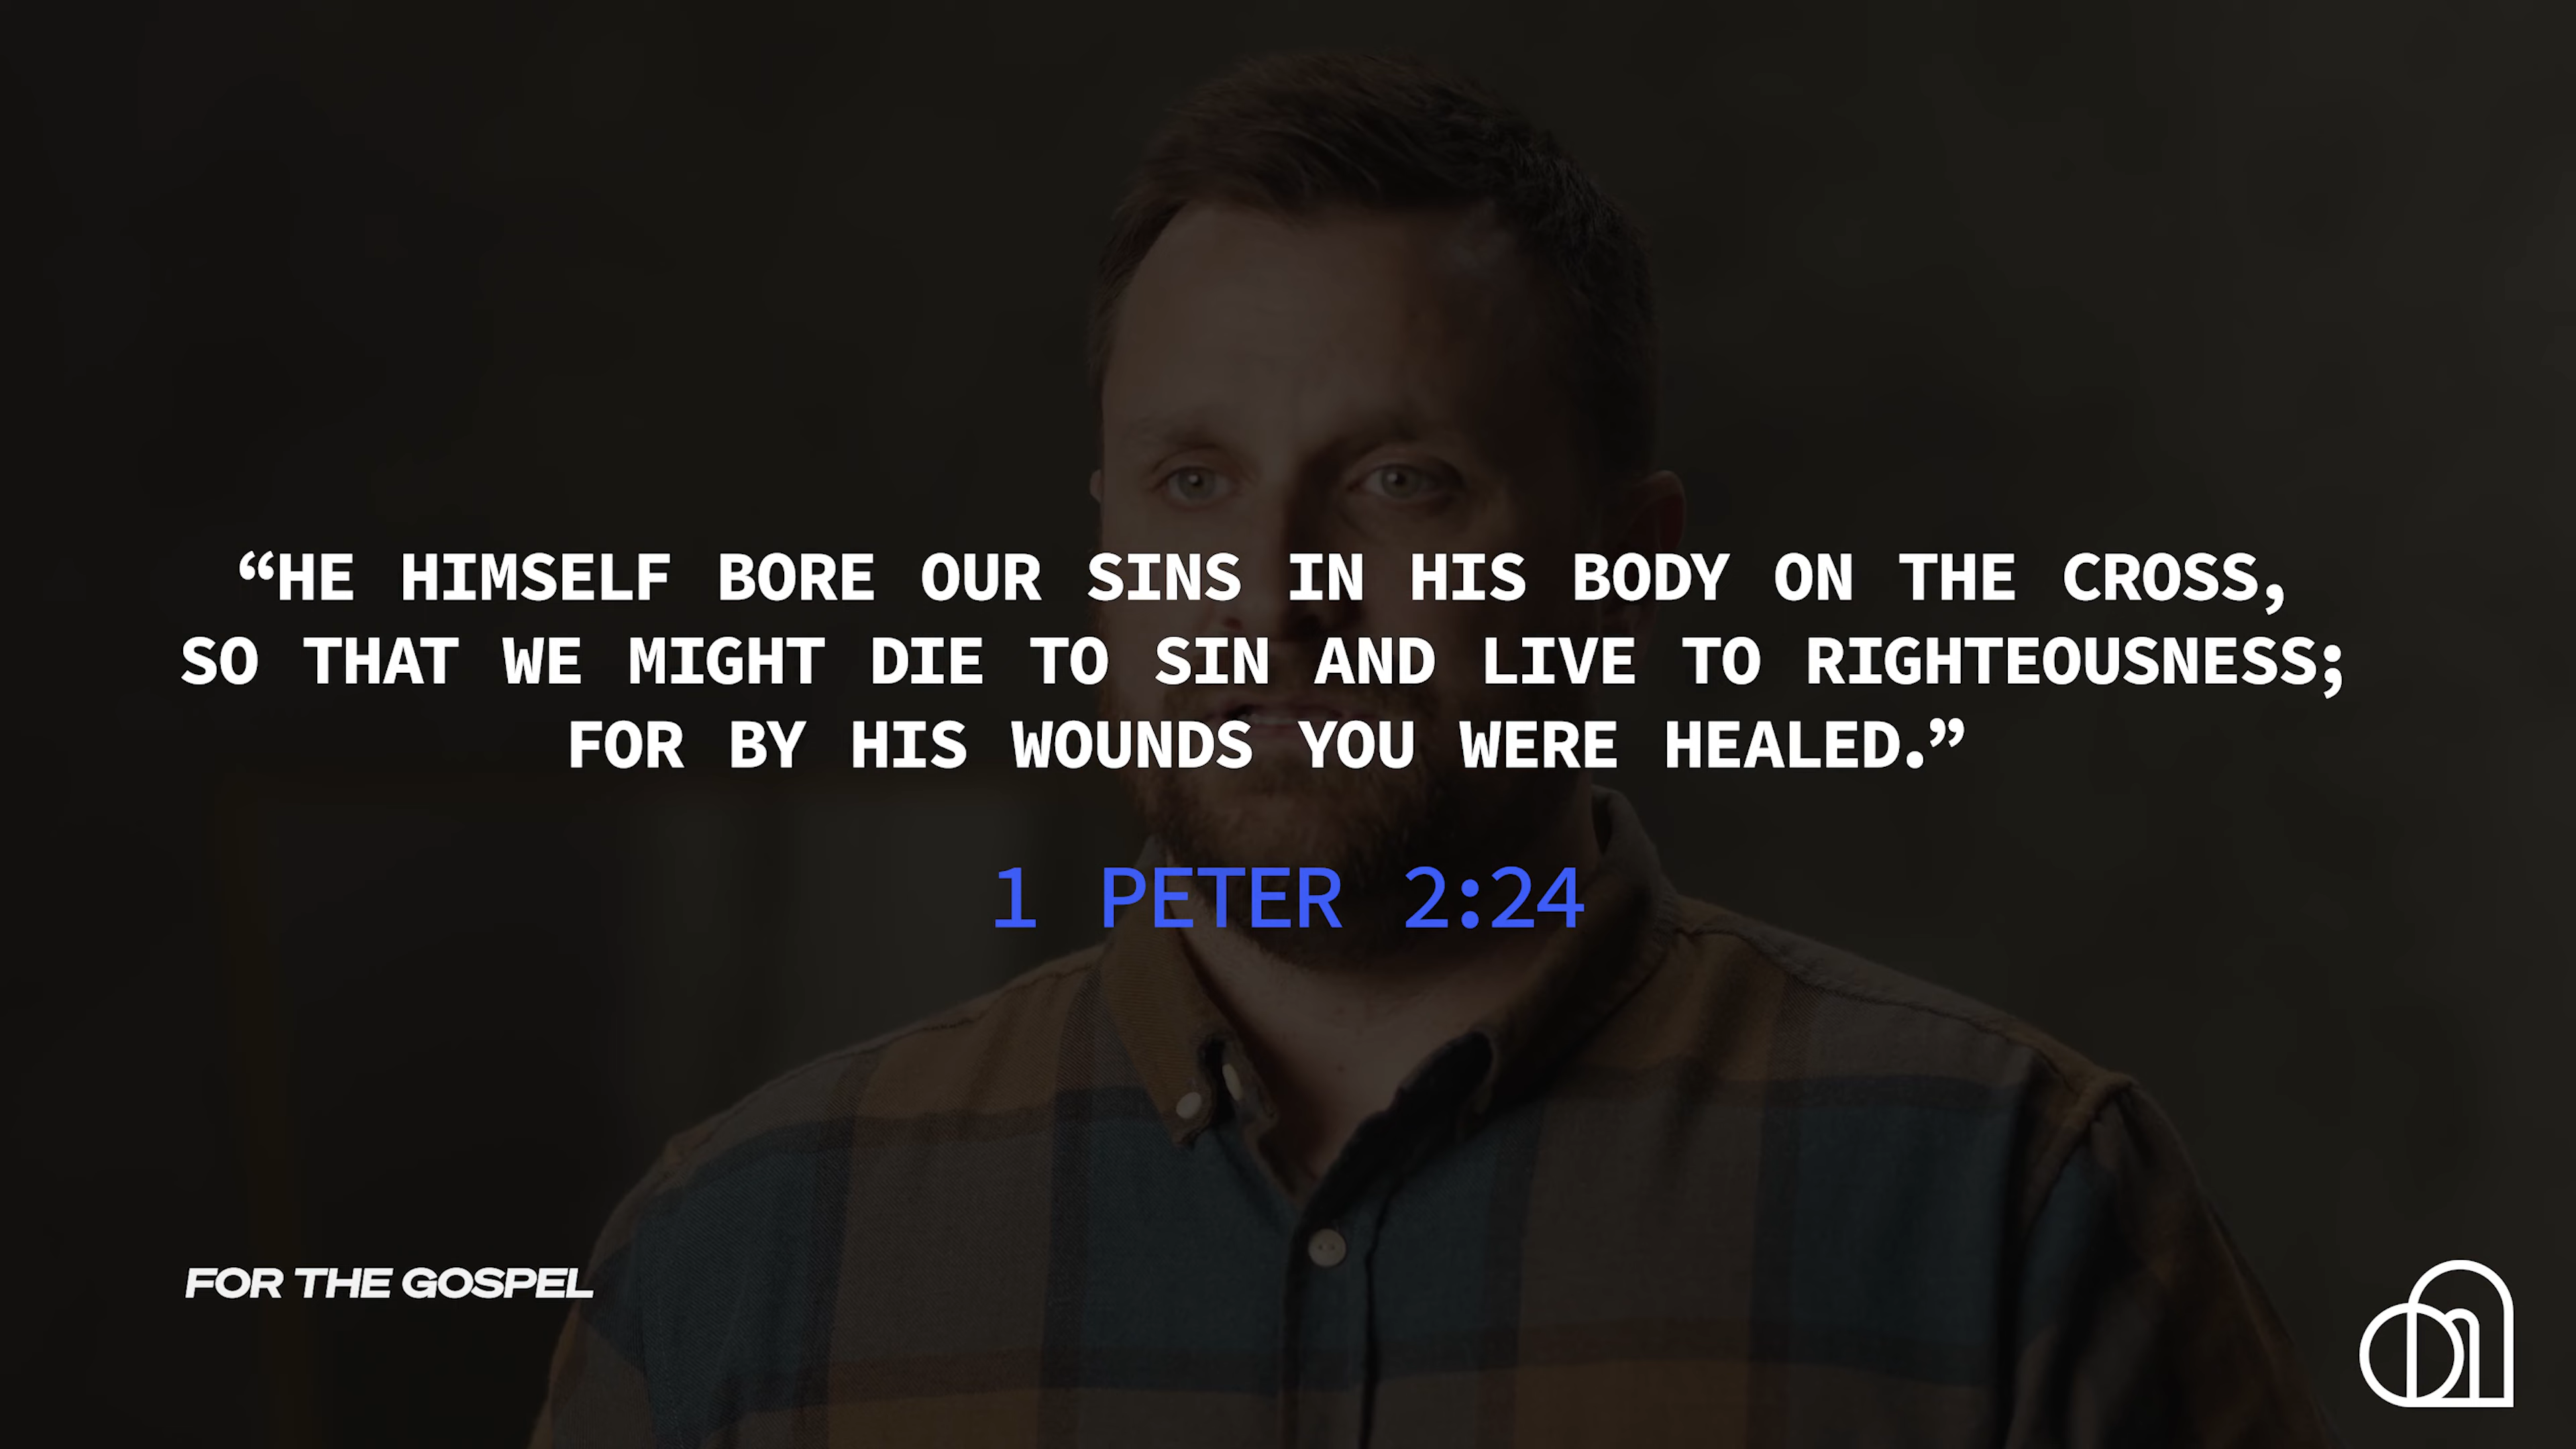 “HE HIMSELF BORE OUR SINS IN HIS BODY ON THE CROSS,
SO THAT WE MIGHT DIE TO SIN AND LIVE TO RIGHTEOUSNESS;
FOR BY HIS WOUNDS YOU WERE HEALED.”
1 PETER 2:24
FOR THE GOSPEL